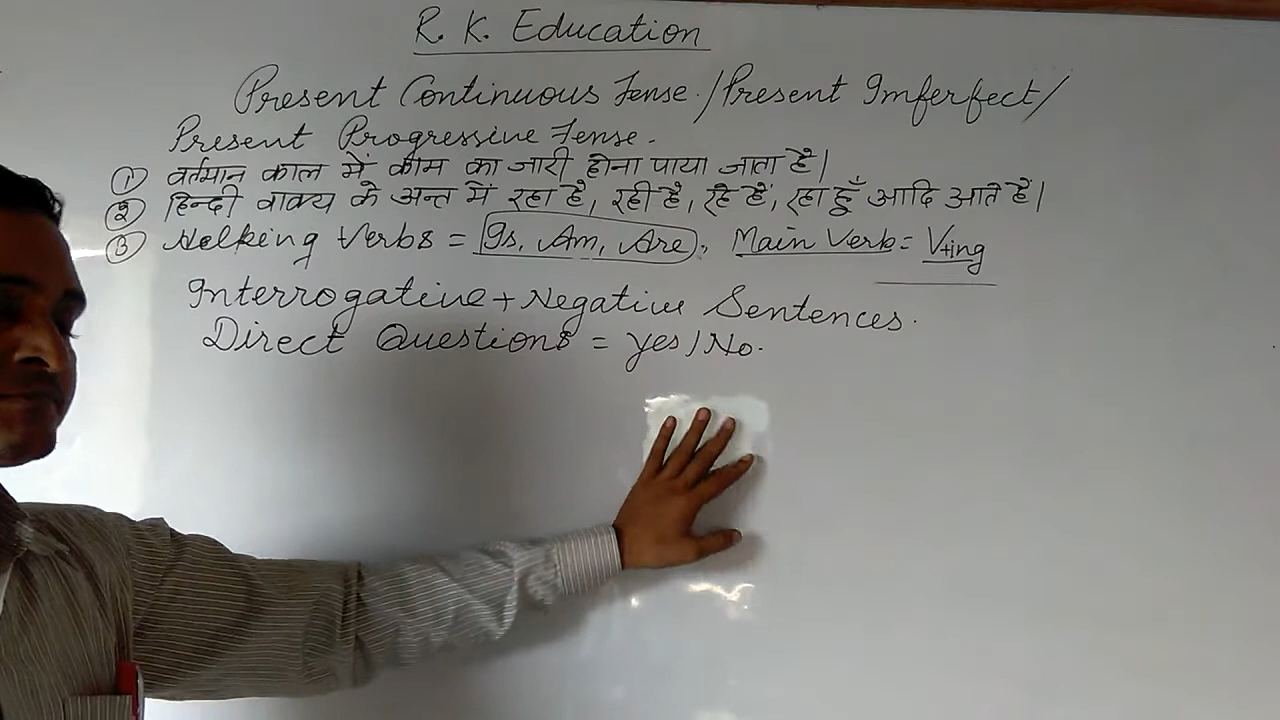 R. K. Education
Present Continuous Tense / Present Imferfect /
Present Progressive Tense.
① वर्तमान काल में काम का जारी होना पाया जाता है।
② हिन्दी वाक्य के अन्त में रहा है, रही है, रहे हैं, रहा हूँ आदि आते हैं।
③ Helking Verbs = Is, Am, Are, Main Verb = V+ing
Interrogative + Negative Sentences.
Direct Questions = Yes / No.